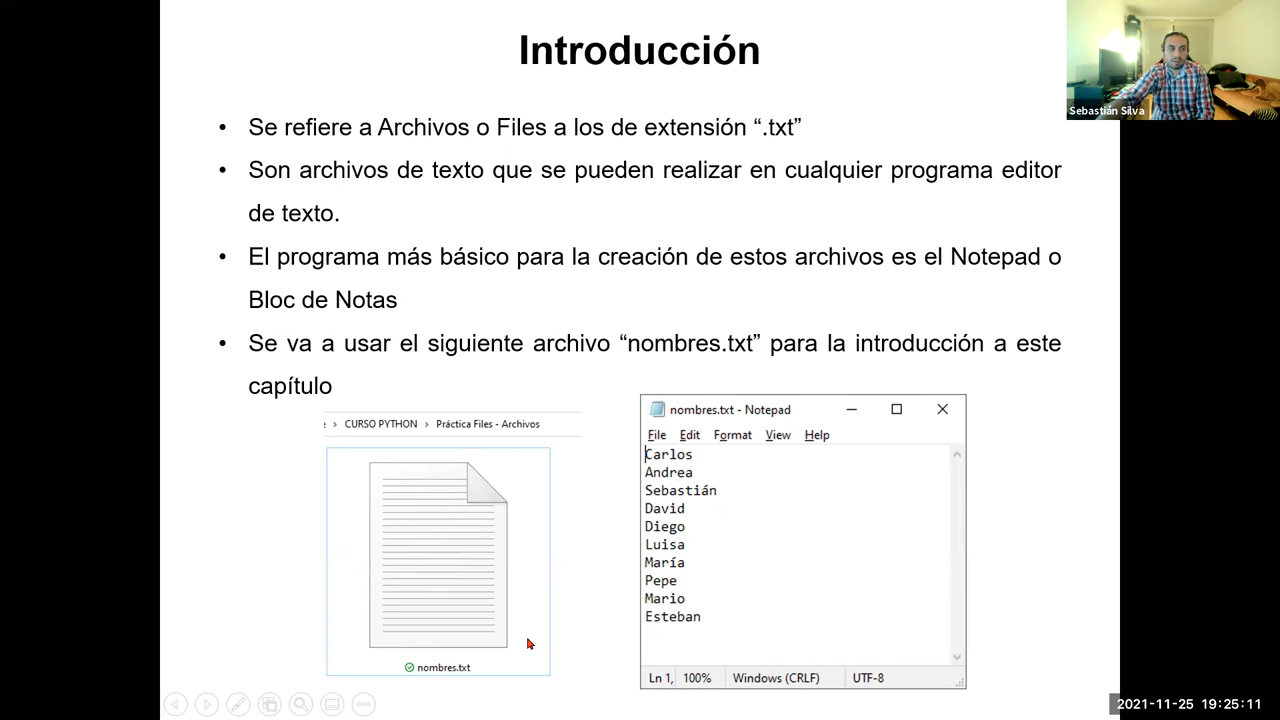 Introducción
Sebastián Silva
• Se refiere a Archivos o Files a los de extensión “.txt”
• Son archivos de texto que se pueden realizar en cualquier programa editor
de texto.
• El programa más básico para la creación de estos archivos es el Notepad o
Bloc de Notas
• Se va a usar el siguiente archivo “nombres.txt” para la introducción a este
capítulo
› CURSO PYTHON › Práctica Files - Archivos
nombres.txt
nombres.txt - Notepad
File Edit Format View Help
Carlos
Andrea
Sebastián
David
Diego
Luisa
María
Pepe
Mario
Esteban
Ln 1, 100% Windows (CRLF) UTF-8
2021-11-25 19:25:11